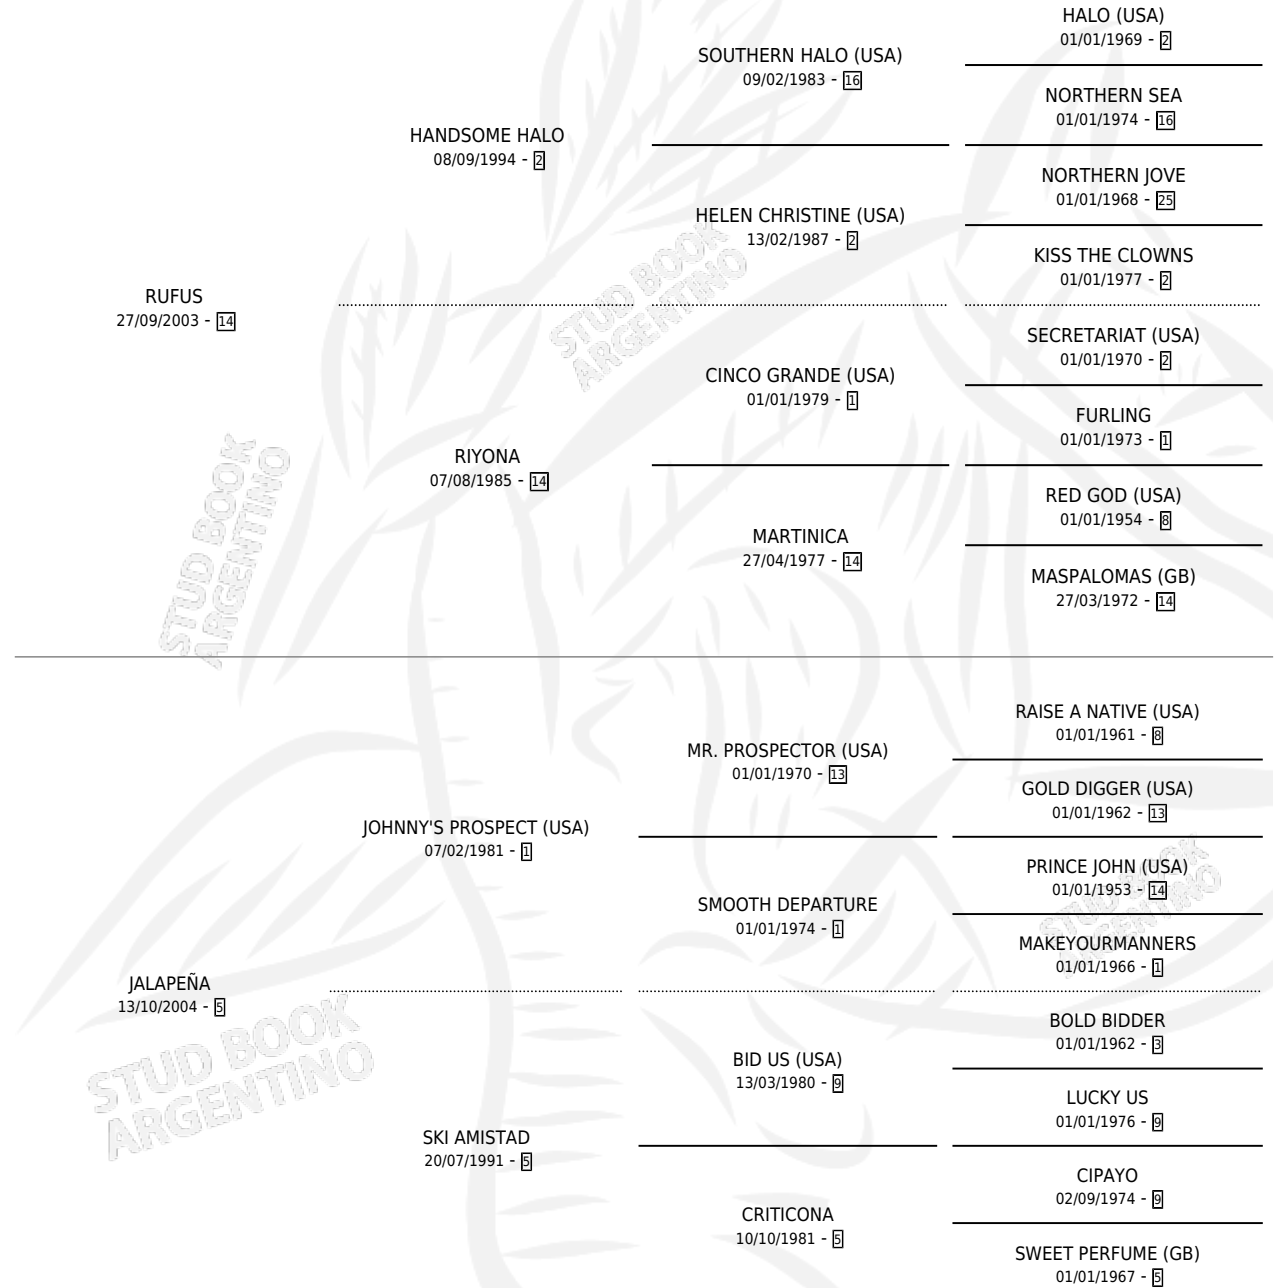 HALO (USA)
01/01/1969 - 2
SOUTHERN HALO (USA)
09/02/1983 - 16
NORTHERN SEA
01/01/1974 - 16
HANDSOME HALO
08/09/1994 - 2
NORTHERN JOVE
01/01/1968 - 25
HELEN CHRISTINE (USA)
13/02/1987 - 2
KISS THE CLOWNS
01/01/1977 - 2
RUFUS
27/09/2003 - 14
SECRETARIAT (USA)
01/01/1970 - 2
CINCO GRANDE (USA)
01/01/1979 - 1
FURLING
01/01/1973 - 1
RIYONA
07/08/1985 - 14
RED GOD (USA)
01/01/1954 - 8
MARTINICA
27/04/1977 - 14
MASPALOMAS (GB)
27/03/1972 - 14
RAISE A NATIVE (USA)
01/01/1961 - 8
MR. PROSPECTOR (USA)
01/01/1970 - 13
GOLD DIGGER (USA)
01/01/1962 - 13
JOHNNY'S PROSPECT (USA)
07/02/1981 - 1
PRINCE JOHN (USA)
01/01/1953 - 14
SMOOTH DEPARTURE
01/01/1974 - 1
MAKEYOURMANNERS
01/01/1966 - 1
JALAPEÑA
13/10/2004 - 5
BOLD BIDDER
01/01/1962 - 3
BID US (USA)
13/03/1980 - 9
LUCKY US
01/01/1976 - 9
SKI AMISTAD
20/07/1991 - 5
CIPAYO
02/09/1974 - 9
CRITICONA
10/10/1981 - 5
SWEET PERFUME (GB)
01/01/1967 - 5
STUD BOOK
ARGENTINO
STUD BOOK
ARGENTINO
STUD BOOK
ARGENTINO
STUD BOOK
ARGENTINO